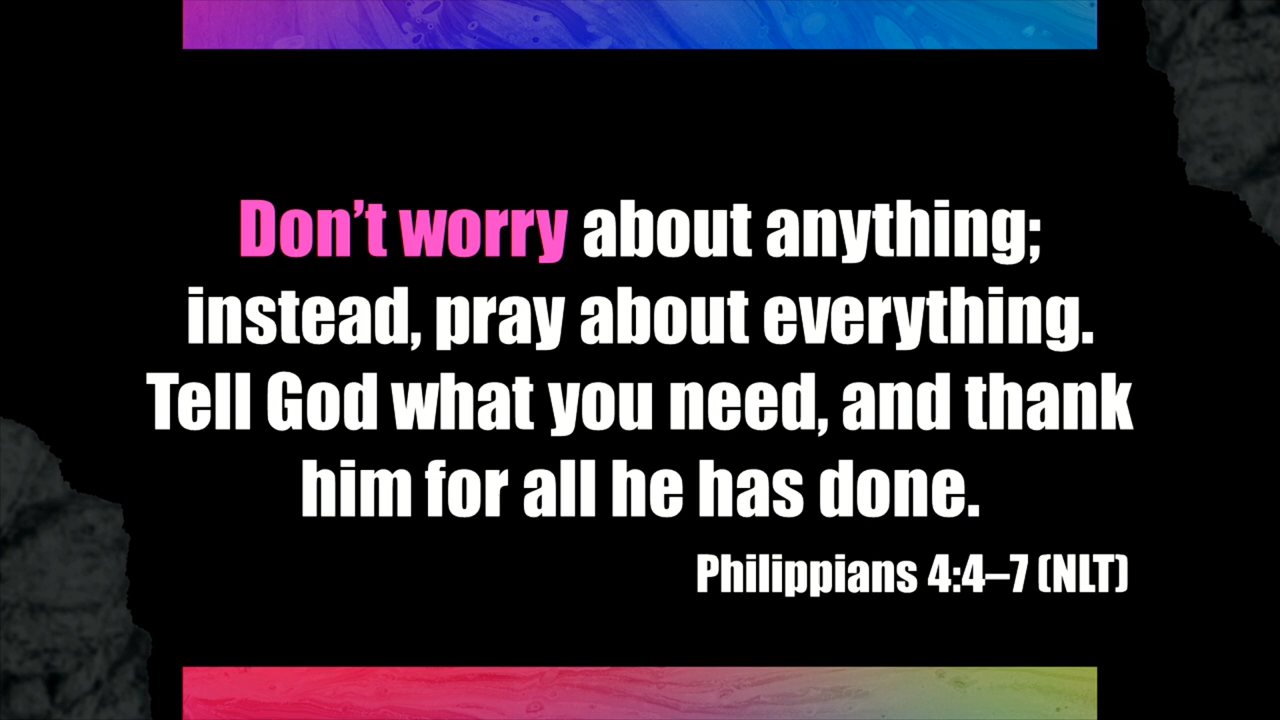 Don’t worry about anything;
instead, pray about everything.
Tell God what you need, and thank
him for all he has done.
Philippians 4:4–7 (NLT)